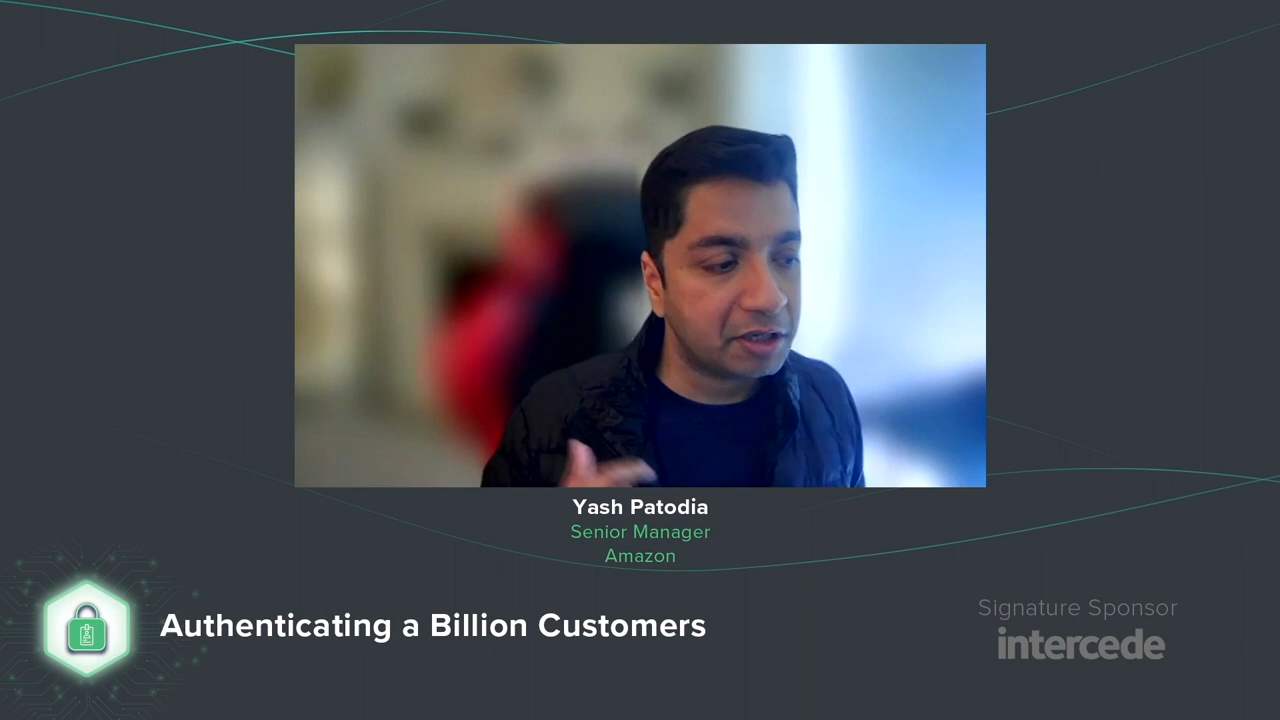 Yash Patodia
Senior Manager
Amazon
Authenticating a Billion Customers
Signature Sponsor
intercede